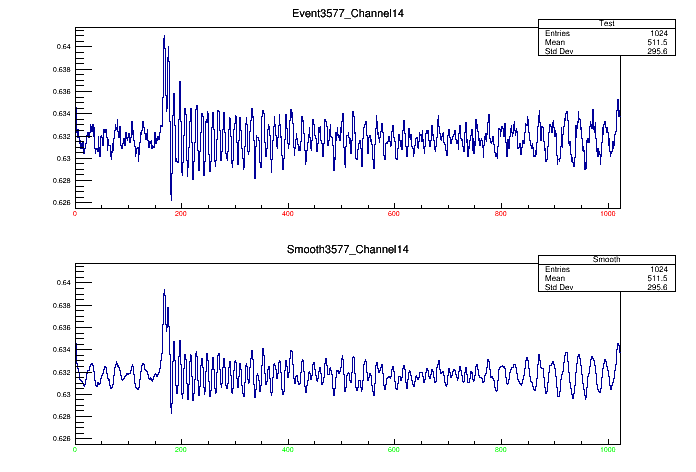 Event3577_Channel14
Test
Entries 1024
Mean 511.5
Std Dev 295.6
0.64
0.638
0.636
0.634
0.632
0.63
0.628
0.626
0 200 400 600 800 1000
Smooth3577_Channel14
Smooth
Entries 1024
Mean 511.5
Std Dev 295.6
0.64
0.638
0.636
0.634
0.632
0.63
0.628
0.626
0 200 400 600 800 1000